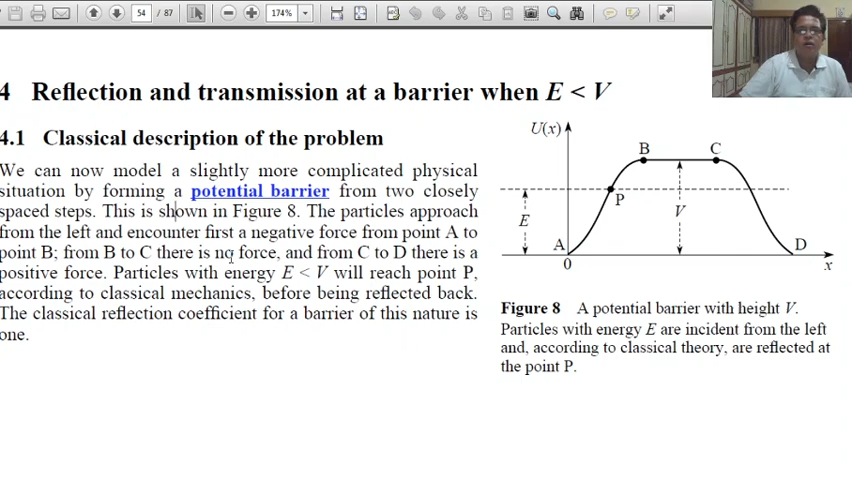 54 / 87
174%
4 Reflection and transmission at a barrier when E < V
4.1 Classical description of the problem
We can now model a slightly more complicated physical
situation by forming a potential barrier from two closely
spaced steps. This is shown in Figure 8. The particles approach
from the left and encounter first a negative force from point A to
point B; from B to C there is no force, and from C to D there is a
positive force. Particles with energy E < V will reach point P,
according to classical mechanics, before being reflected back.
The classical reflection coefficient for a barrier of this nature is
one.
U(x)
B
C
P
E
V
A
D
0
x
Figure 8 A potential barrier with height V.
Particles with energy E are incident from the left
and, according to classical theory, are reflected at
the point P.